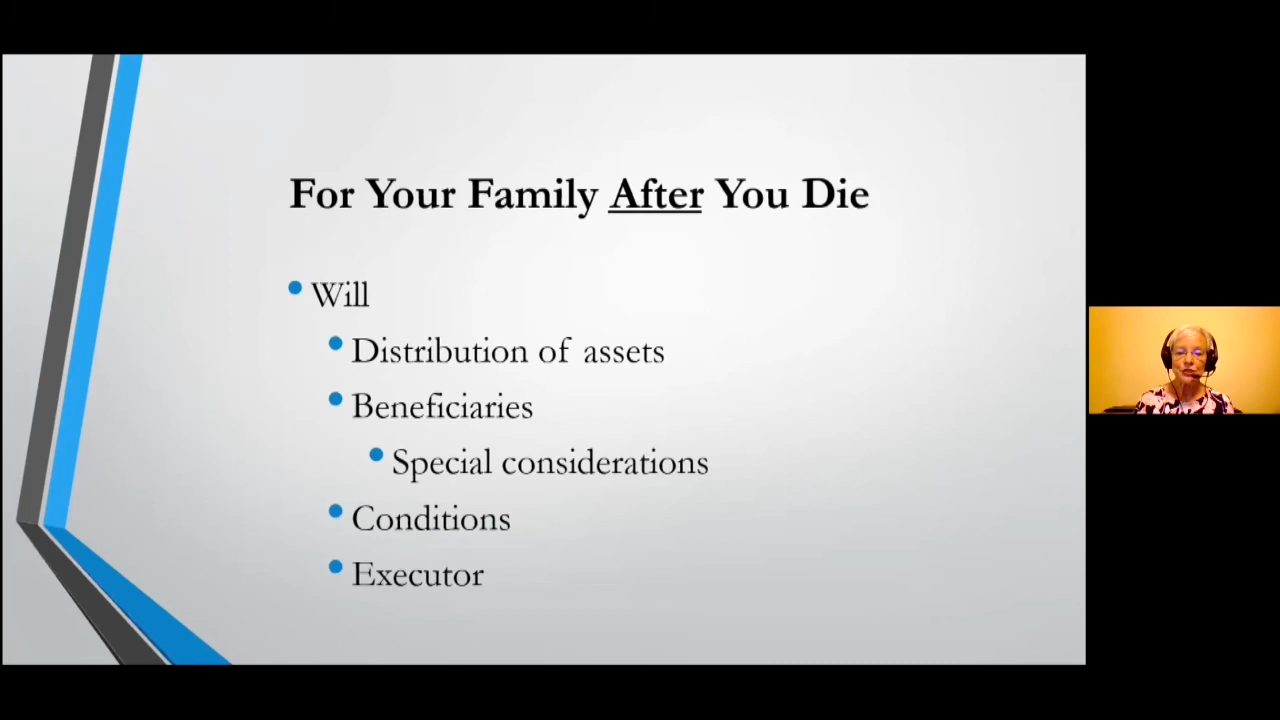 For Your Family After You Die
Will
Distribution of assets
Beneficiaries
Special considerations
Conditions
Executor